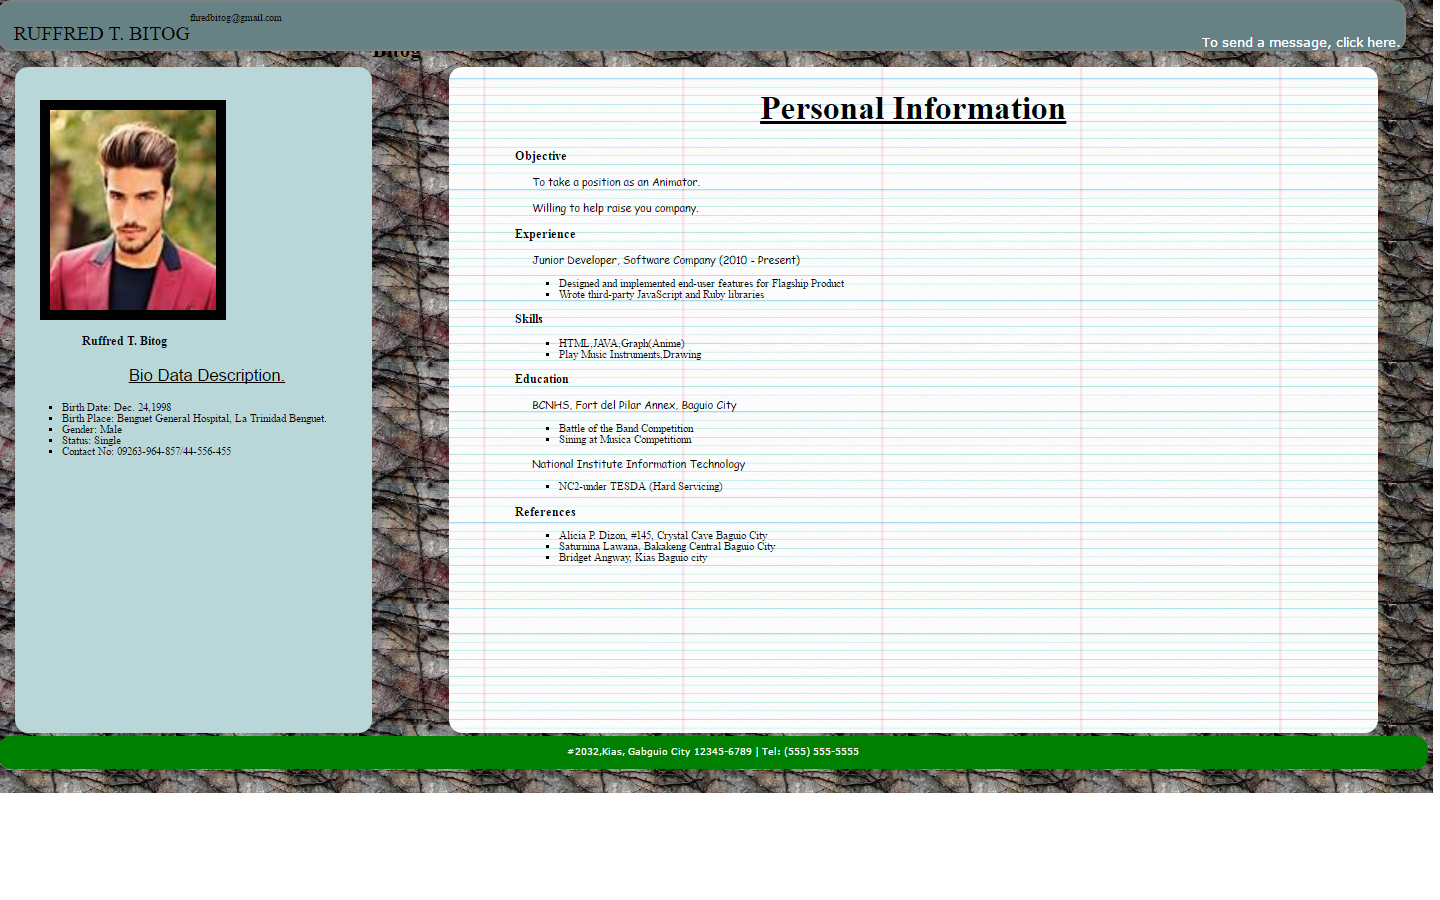 fhredbitog@gmail.com
RUFFRED T. BITOG
To send a message, click here.
Bitog
Ruffred T. Bitog
Bio Data Description.
Birth Date: Dec. 24,1998
Birth Place: Benguet General Hospital, La Trinidad Benguet.
Gender: Male
Status: Single
Contact No: 09263-964-857/44-556-455
Personal Information
Objective
To take a position as an Animator.
Willing to help raise you company.
Experience
Junior Developer, Software Company (2010 - Present)
Designed and implemented end-user features for Flagship Product
Wrote third-party JavaScript and Ruby libraries
Skills
HTML,JAVA,Graph(Anime)
Play Music Instruments,Drawing
Education
BCNHS, Fort del Pilar Annex, Baguio City
Battle of the Band Competition
Sining at Musica Competitionn
National Institute Information Technology
NC2-under TESDA (Hard Servicing)
References
Alicia P. Dizon, #145, Crystal Cave Baguio City
Saturnina Lawana, Bakakeng Central Baguio City
Bridget Angway, Kias Baguio city
#2032,Kias, Gabguio City 12345-6789 | Tel: (555) 555-5555